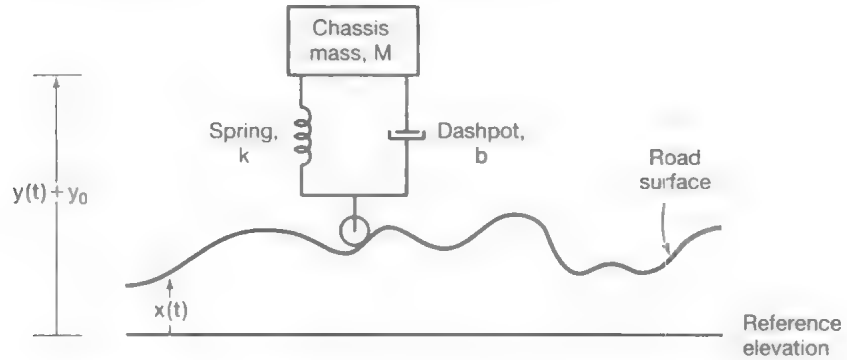 Chassis
mass, M
Spring,
k
Dashpot,
b
Road
surface
y(t) + y₀
x(t)
Reference
elevation